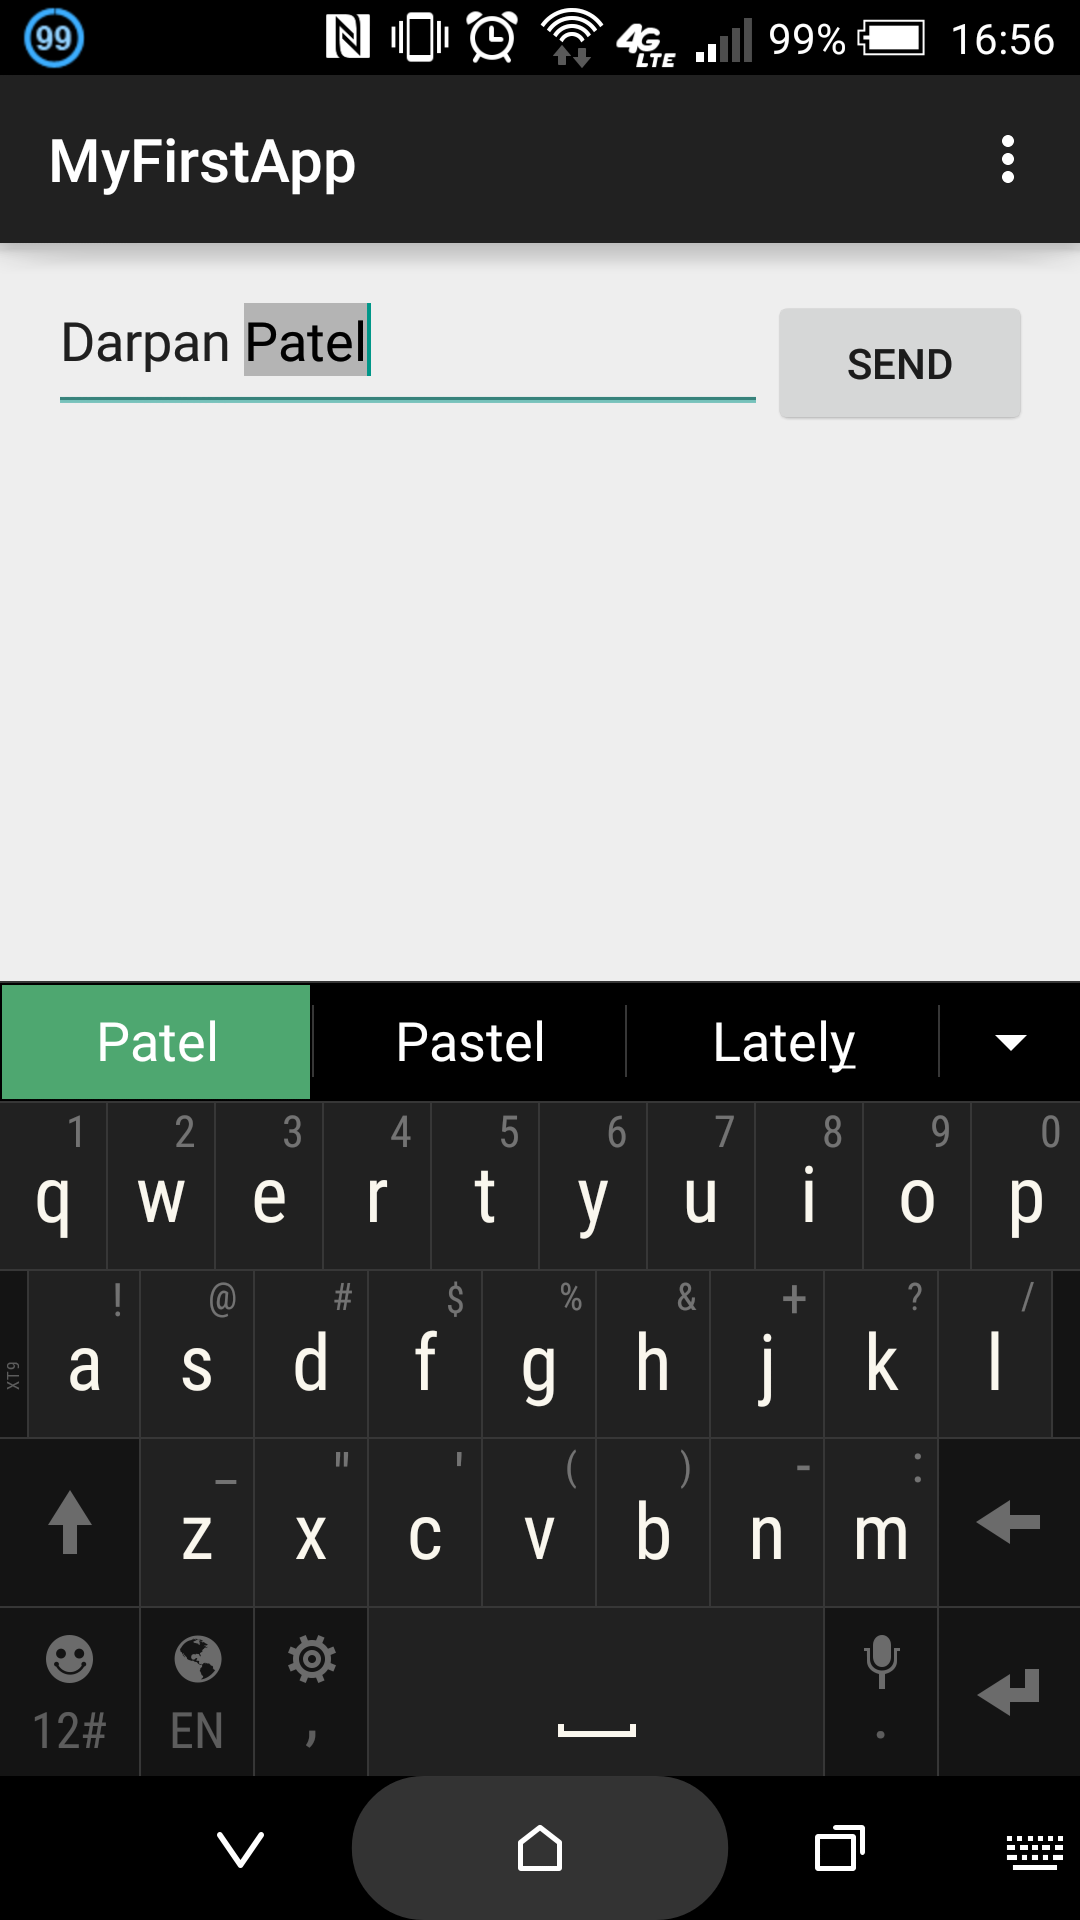 99 4G LTE 99% 16:56
MyFirstApp
Darpan Patel SEND
Patel Pastel Lately
1 2 3 4 5 6 7 8 9 0
q w e r t y u i o p
! @ # $ % & + ? /
XT9 a s d f g h j k l
_ " ' ( ) - :
z x c v b n m
12# EN , .